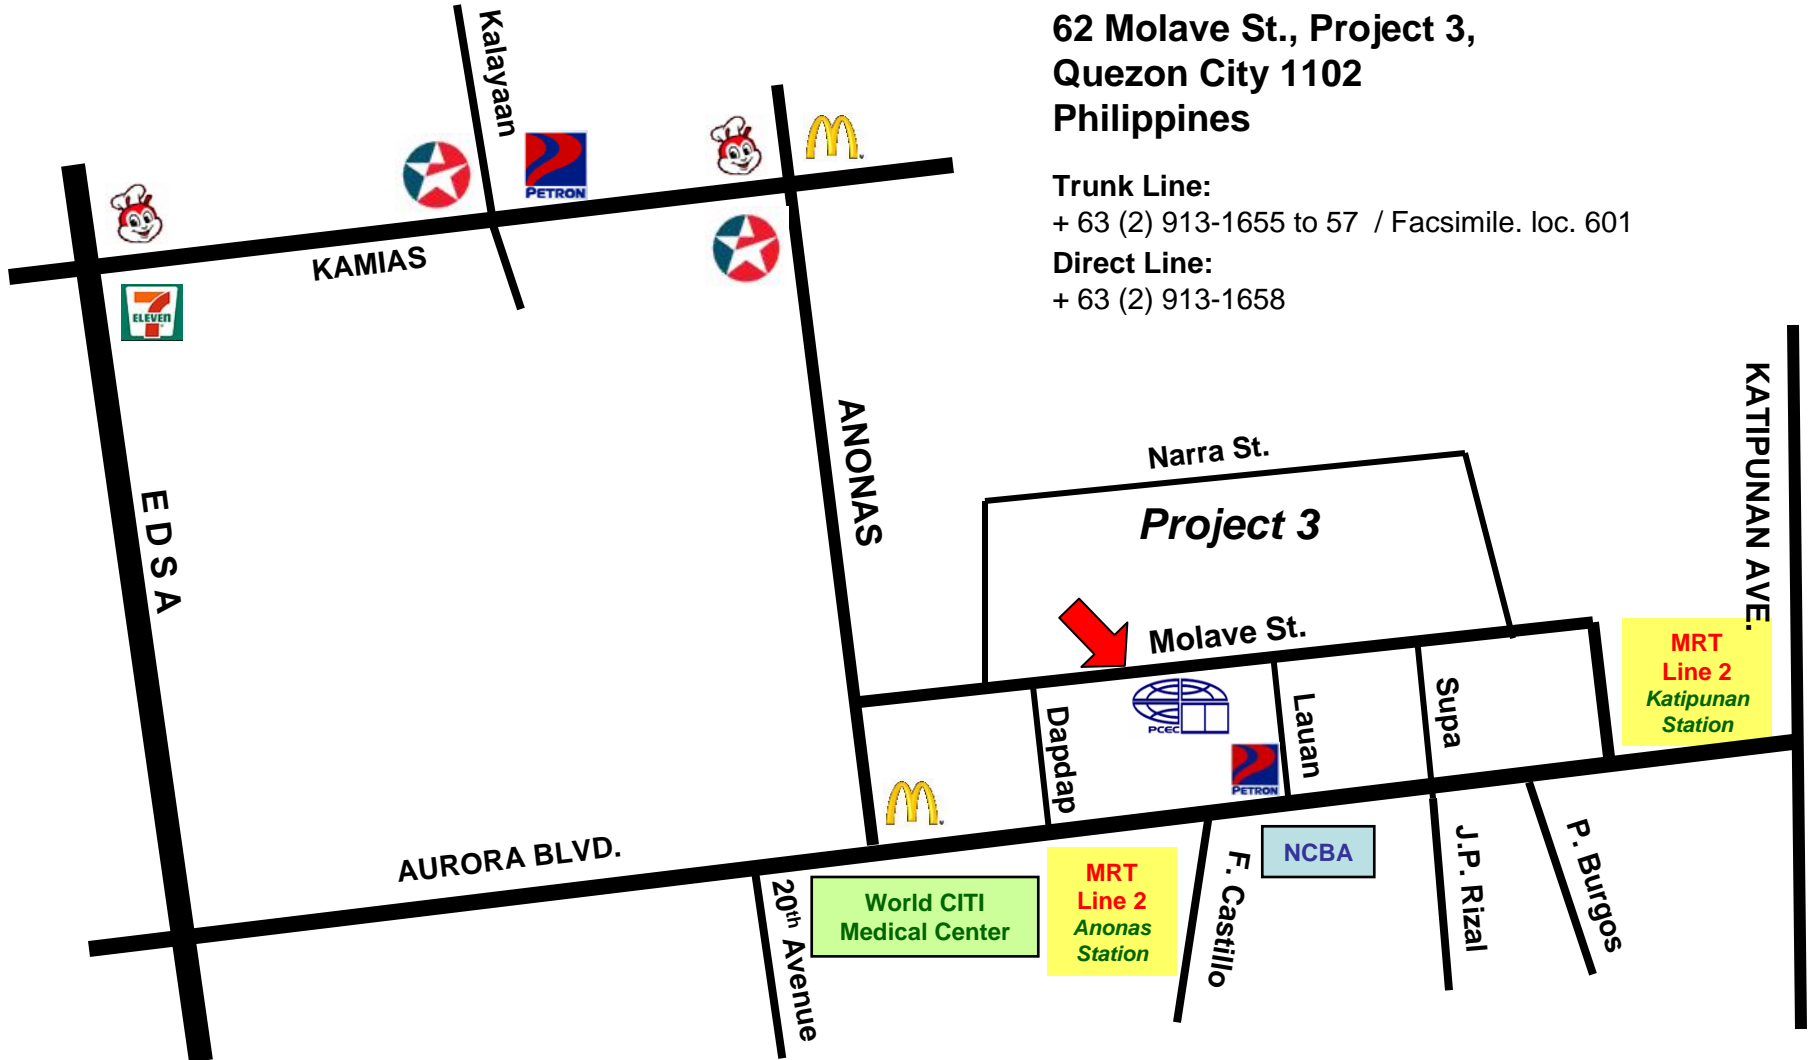 62 Molave St., Project 3,
Quezon City 1102
Philippines
Trunk Line:
+ 63 (2) 913-1655 to 57 / Facsimile. loc. 601
Direct Line:
+ 63 (2) 913-1658
Kalayaan
PETRON
KAMIAS
7
ELEVEN
EDSA
ANONAS
KATIPUNAN AVE.
Narra St.
Project 3
Molave St.
MRT
Line 2
Katipunan
Station
Dapdap
PCEC
PETRON
Lauan
Supa
AURORA BLVD.
20th Avenue
World CITI
Medical Center
MRT
Line 2
Anonas
Station
F. Castillo
NCBA
J.P. Rizal
P. Burgos